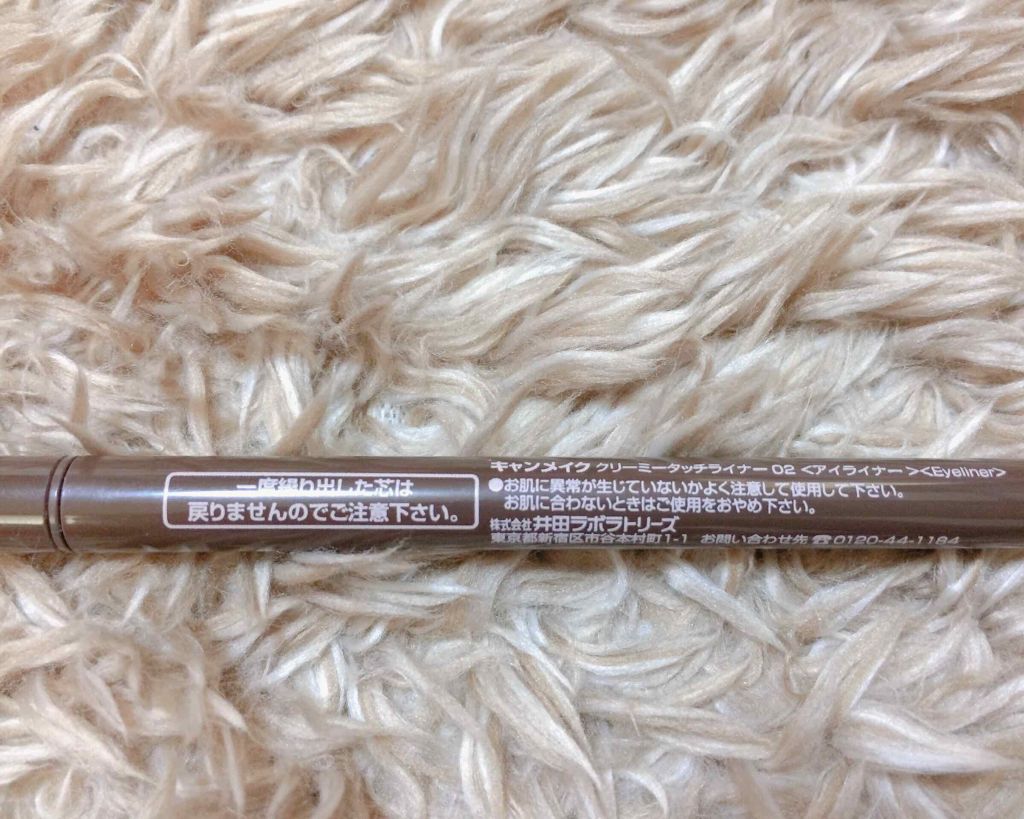 一度繰り出した芯は
戻りませんのでご注意下さい。
キャンメイク クリーミータッチライナー 02 <アイライナー><Eyeliner>
●お肌に異常が生じていないかよく注意して使用して下さい。
お肌に合わないときはご使用をおやめ下さい。
株式会社 井田ラボラトリーズ
東京都新宿区市谷本村町1-1 お問い合わせ先 ☎0120-44-1184